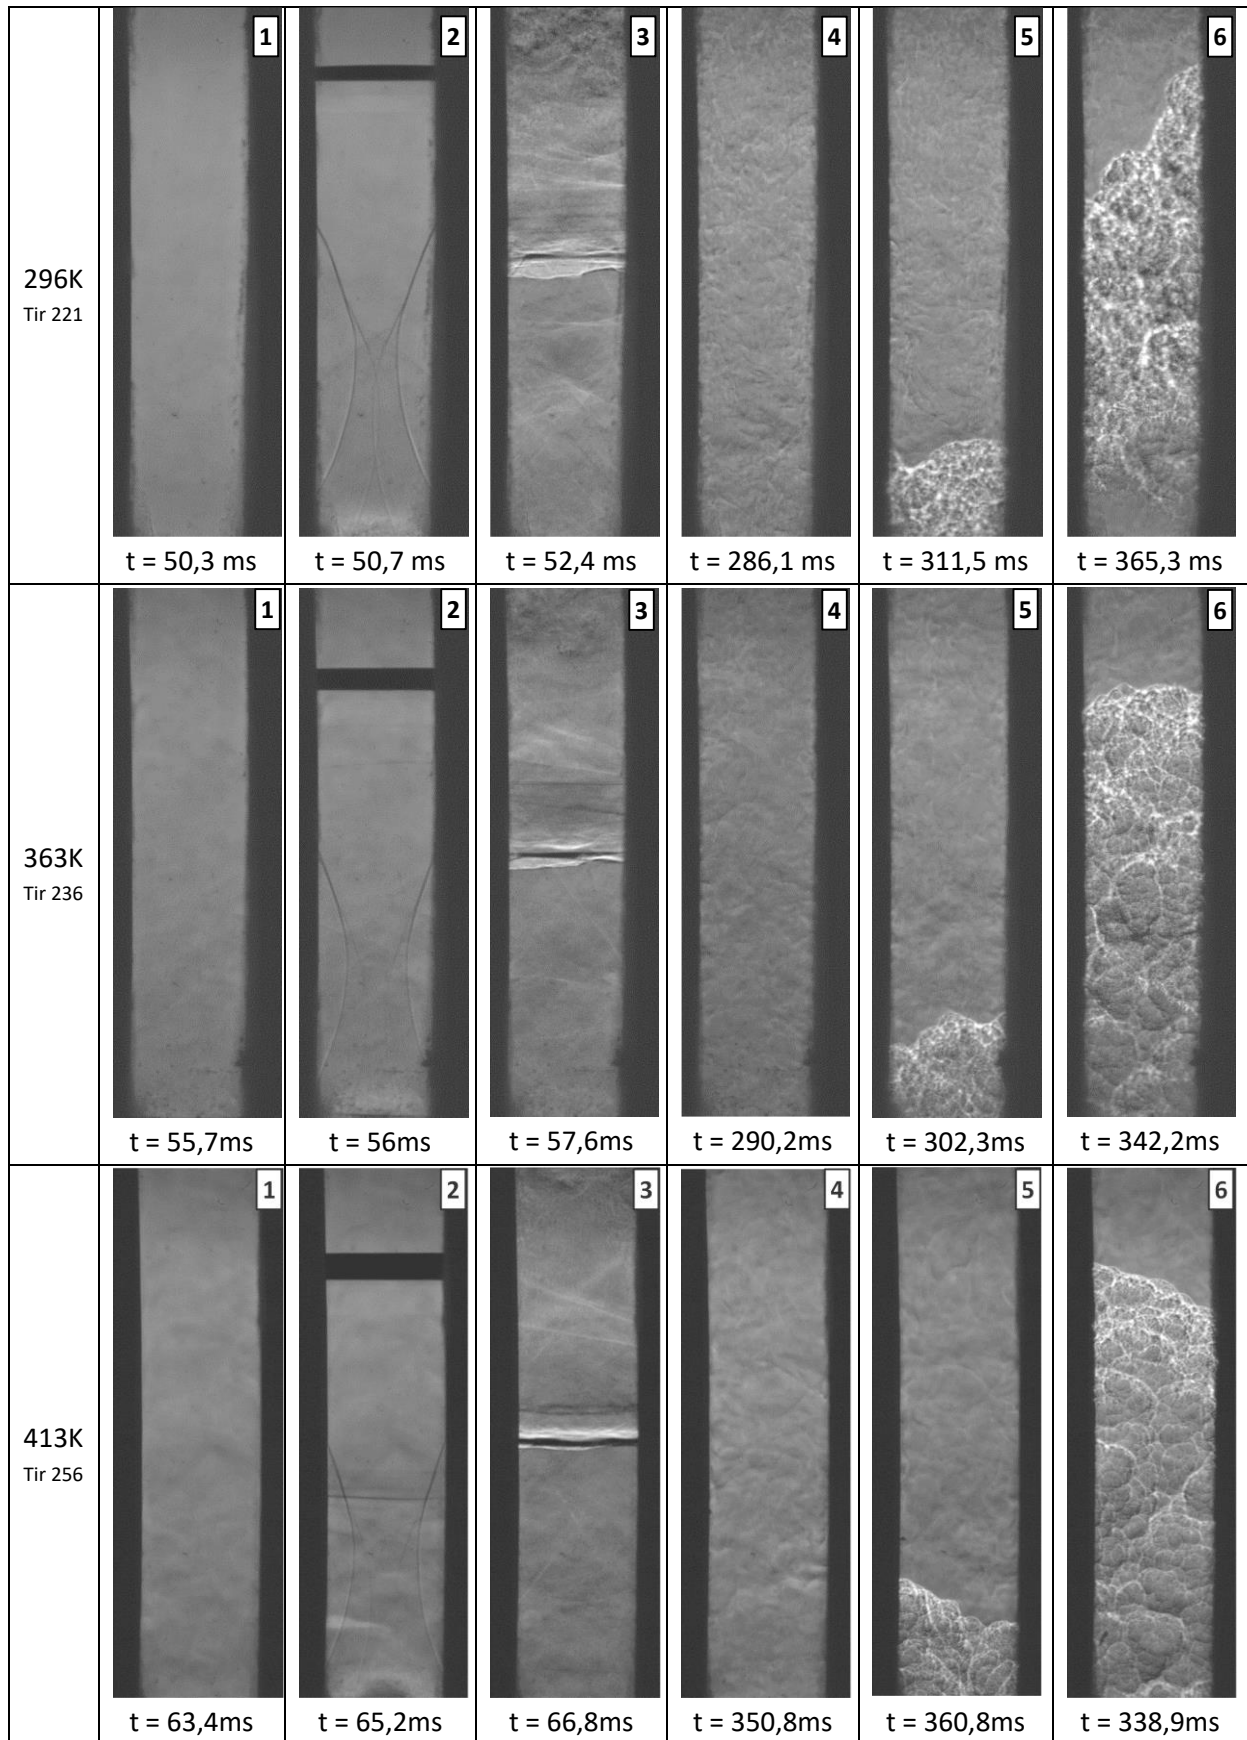 1 2 3 4 5 6
296K
Tir 221
t = 50,3 ms t = 50,7 ms t = 52,4 ms t = 286,1 ms t = 311,5 ms t = 365,3 ms
1 2 3 4 5 6
363K
Tir 236
t = 55,7ms t = 56ms t = 57,6ms t = 290,2ms t = 302,3ms t = 342,2ms
1 2 3 4 5 6
413K
Tir 256
t = 63,4ms t = 65,2ms t = 66,8ms t = 350,8ms t = 360,8ms t = 338,9ms